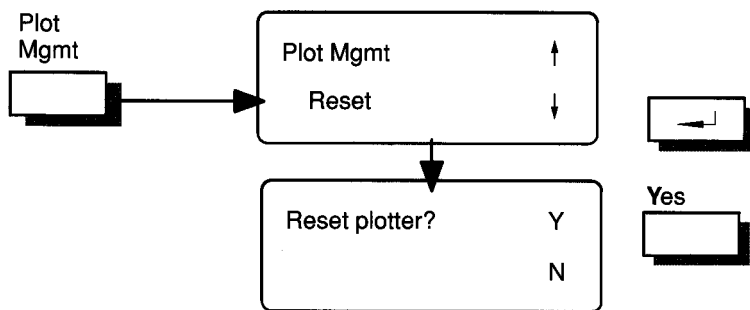 Plot
Mgmt
Plot Mgmt ↑
Reset ↓
Yes
Reset plotter? Y
N